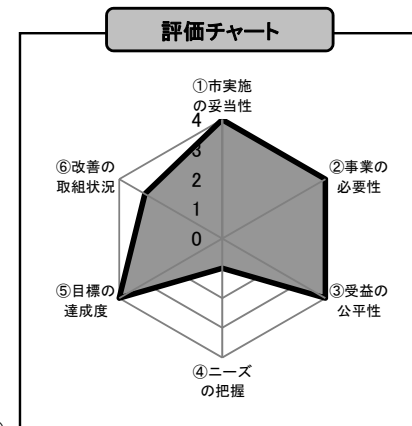 評価チャート
①市実施
の妥当性
4
3
2
1
0
②事業の
必要性
③受益の
公平性
④ニーズ
の把握
⑤目標の
達成度
⑥改善の
取組状況